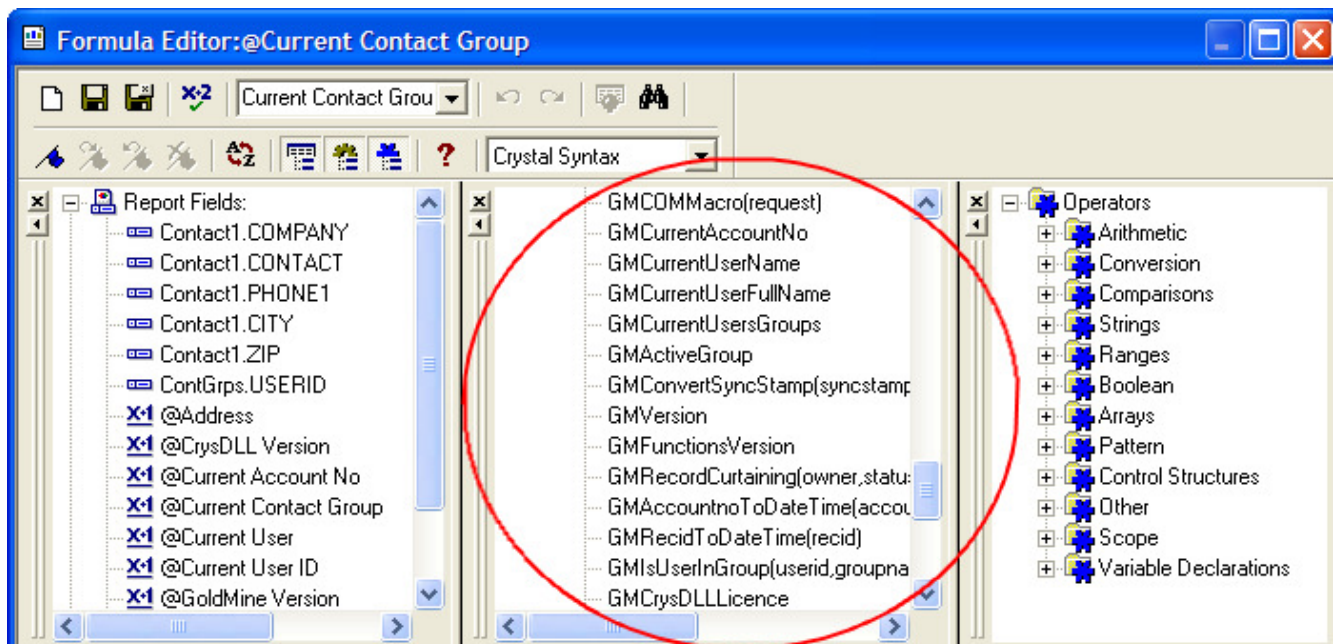 Formula Editor:@Current Contact Group
Current Contact Grou
Crystal Syntax
Report Fields:
Contact1.COMPANY
Contact1.CONTACT
Contact1.PHONE1
Contact1.CITY
Contact1.ZIP
ContGrps.USERID
@Address
@CrysDLL Version
@Current Account No
@Current Contact Group
@Current User
@Current User ID
@GoldMine Version
GMCOMMacro(request)
GMCurrentAccountNo
GMCurrentUserName
GMCurrentUserFullName
GMCurrentUsersGroups
GMActiveGroup
GMConvertSyncStamp(syncstamp
GMVersion
GMFunctionsVersion
GMRecordCurtaining(owner,statu
GMAccountnoToDateTime(accou
GMRecidToDateTime(recid)
GMIsUserInGroup(userid,groupna
GMCrysDLLLicence
Operators
Arithmetic
Conversion
Comparisons
Strings
Ranges
Boolean
Arrays
Pattern
Control Structures
Other
Scope
Variable Declarations